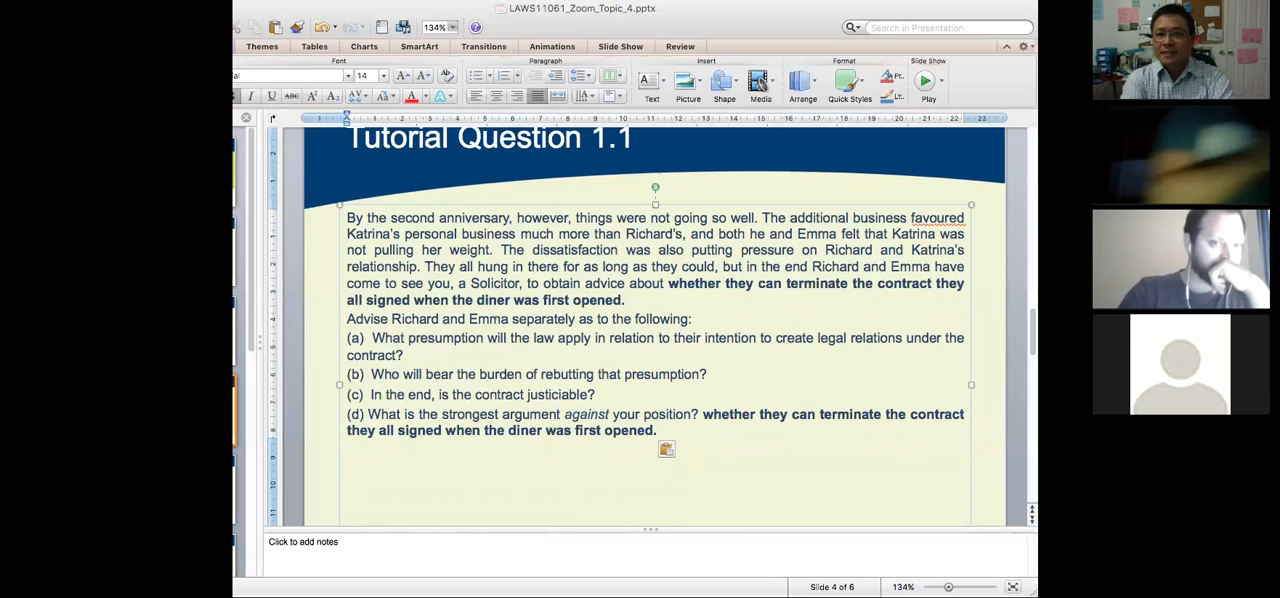 LAWS11061_Zoom_Topic_4.pptx
134%
Search in Presentation
Themes Tables Charts SmartArt Transitions Animations Slide Show Review
Font Paragraph Insert Format Slide Show
14
Text Picture Shape Media Arrange Quick Styles Play
Tutorial Question 1.1
By the second anniversary, however, things were not going so well. The additional business favoured
Katrina's personal business much more than Richard's, and both he and Emma felt that Katrina was
not pulling her weight. The dissatisfaction was also putting pressure on Richard and Katrina's
relationship. They all hung in there for as long as they could, but in the end Richard and Emma have
come to see you, a Solicitor, to obtain advice about whether they can terminate the contract they
all signed when the diner was first opened.
Advise Richard and Emma separately as to the following:
(a) What presumption will the law apply in relation to their intention to create legal relations under the
contract?
(b) Who will bear the burden of rebutting that presumption?
(c) In the end, is the contract justiciable?
(d) What is the strongest argument against your position? whether they can terminate the contract
they all signed when the diner was first opened.
Click to add notes
Slide 4 of 6 134%